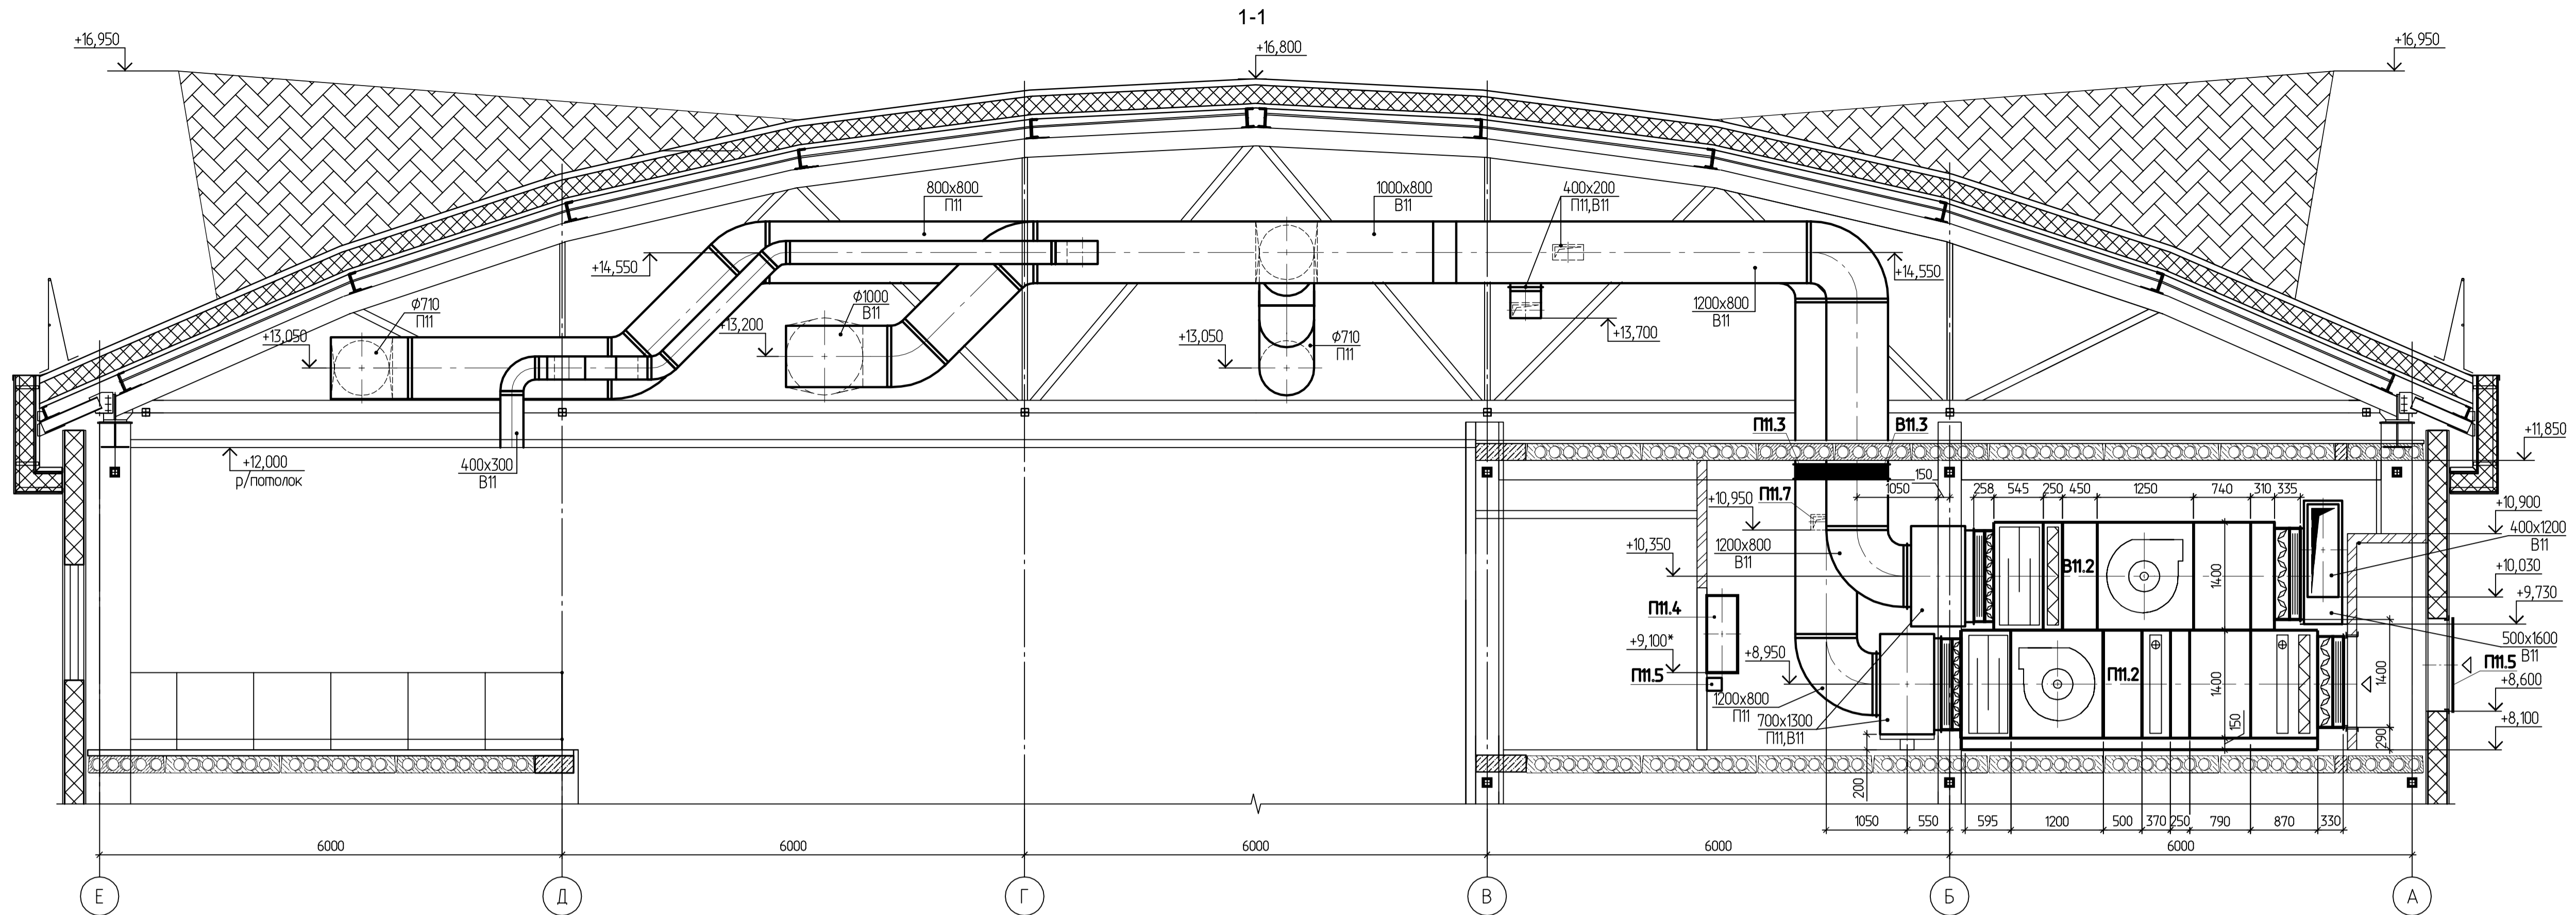 1-1
+16,950
+16,800
+16,950
800x800
П11
1000x800
В11
400x200
П11,В11
+14,550
+14,550
ϕ710
П11
ϕ1000
В11
1200x800
В11
+13,050
+13,200
+13,050
ϕ710
П11
+13,700
+12,000
р/потолок
400x300
В11
П11.3
В11.3
+11,850
150
1050
258
545
250
450
1250
740
310
335
+10,950
П11.7
+10,900
400x1200
В11
1200x800
В11
+10,350
В11.2
1400
+10,030
+9,730
П11.4
+9,100*
П11.5
+8,950
500x1600
В11
П11.5
П11.2
1400
1400
+8,600
1200x800
П11
700x1300
П11,В11
150
290
+8,100
200
1050
550
595
1200
500
370
250
790
870
330
6000
6000
6000
6000
6000
Е
Д
Г
В
Б
А